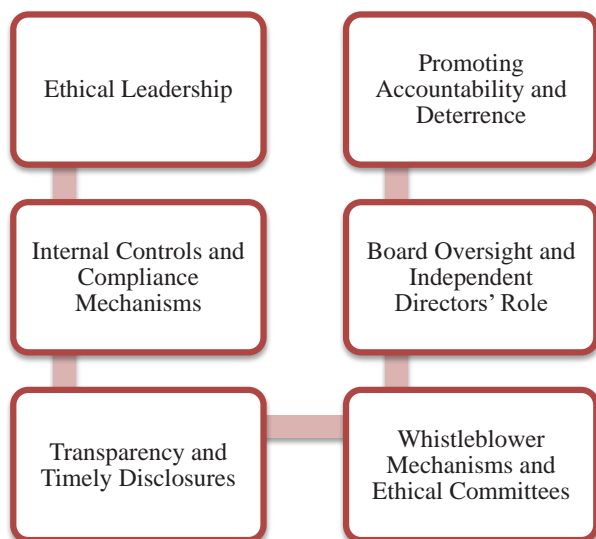 Ethical Leadership
Internal Controls and
Compliance
Mechanisms
Transparency and
Timely Disclosures
Whistleblower
Mechanisms and
Ethical Committees
Board Oversight and
Independent
Directors’ Role
Promoting
Accountability and
Deterrence